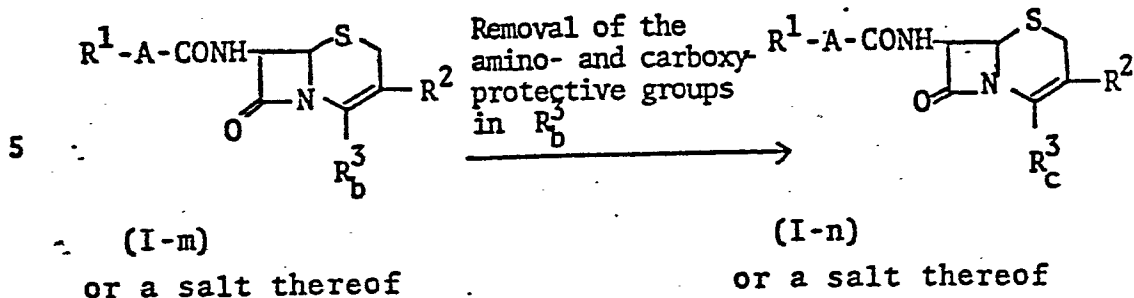 R¹-A-CONH
S
N
O
R²
R³b
Removal of the
amino- and carboxy-
protective groups
in R³b
R¹-A-CONH
S
N
O
R²
R³c
5
(I-m)
or a salt thereof
(I-n)
or a salt thereof